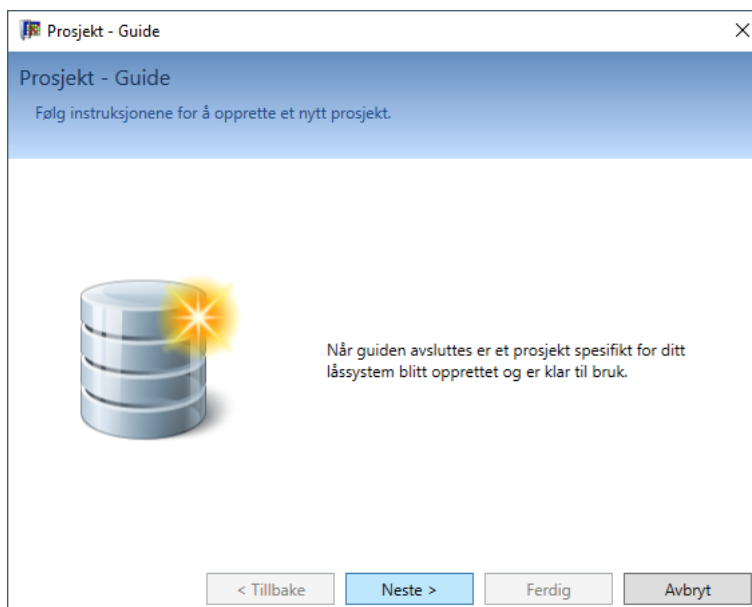 Prosjekt - Guide
Prosjekt - Guide
Følg instruksjonene for å opprette et nytt prosjekt.
Når guiden avsluttes er et prosjekt spesifikt for ditt
låssystem blitt opprettet og er klar til bruk.
< Tillbake Neste > Ferdig Avbryt